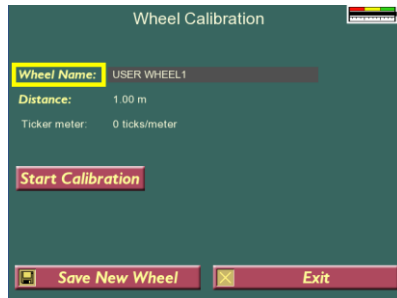 Wheel Calibration
Wheel Name: USER WHEEL1
Distance: 1.00 m
Ticker meter: 0 ticks/meter
Start Calibration
Save New Wheel Exit